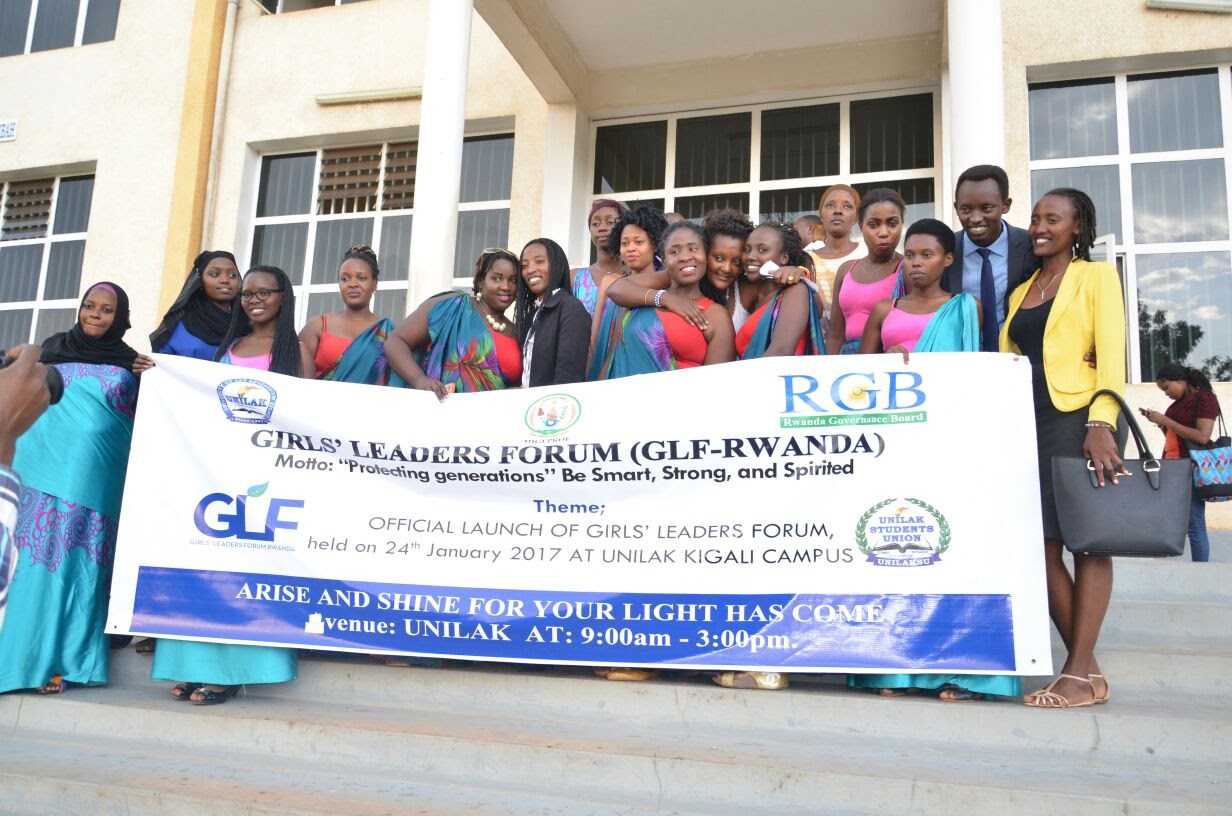 BAH
UNILAK
MIGEPROF
RGB
Rwanda Governance Board
GIRLS' LEADERS FORUM (GLF-RWANDA)
Motto: "Protecting generations" Be Smart, Strong, and Spirited
GLF
GIRLS' LEADERS FORUM RWANDA
Theme;
OFFICIAL LAUNCH OF GIRLS' LEADERS FORUM,
held on 24th January 2017 AT UNILAK KIGALI CAMPUS
UNILAK
STUDENTS
UNION
UNILAKSU
ARISE AND SHINE FOR YOUR LIGHT HAS COME
venue: UNILAK AT: 9:00am - 3:00pm.